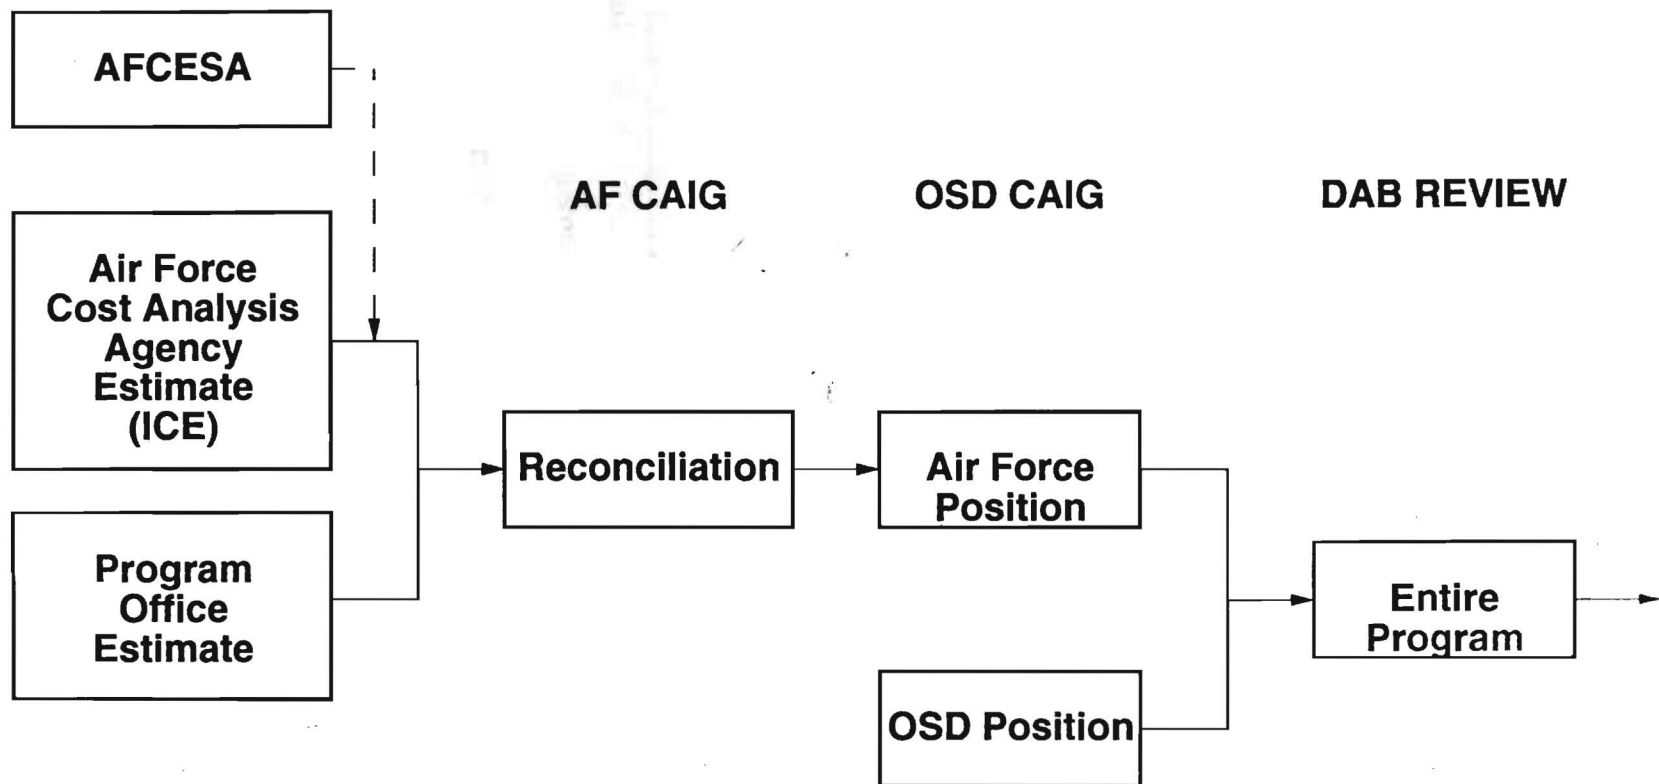 AFCESA
AF CAIG
OSD CAIG
DAB REVIEW
Air Force
Cost Analysis
Agency
Estimate
(ICE)
Reconciliation
Air Force
Position
Program
Office
Estimate
Entire
Program
OSD Position